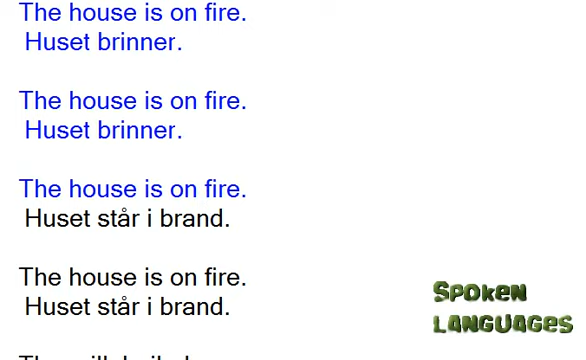 The house is on fire.
Huset brinner.
The house is on fire.
Huset brinner.
The house is on fire.
Huset står i brand.
The house is on fire.
Huset står i brand.
Spoken
Languages